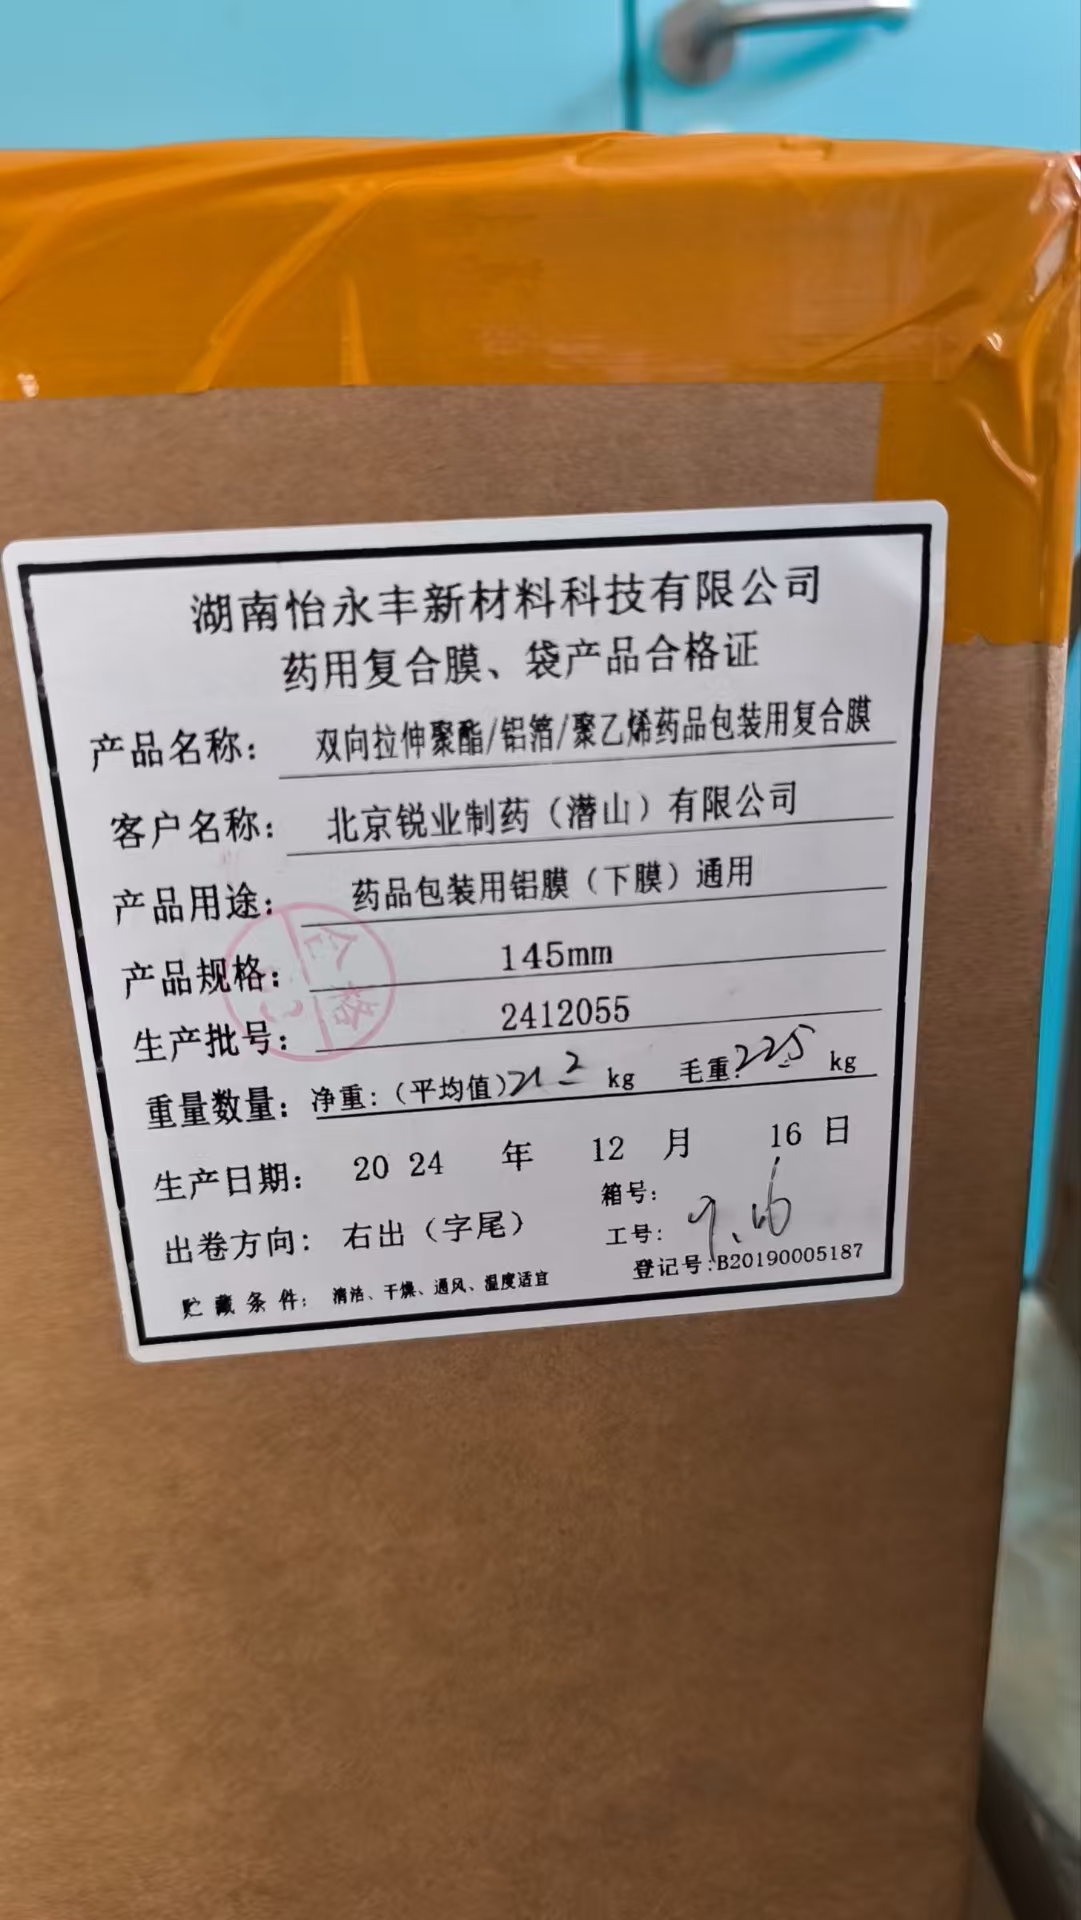 湖南怡永丰新材料科技有限公司
药用复合膜、袋产品合格证
产品名称：双向拉伸聚酯/铝箔/聚乙烯药品包装用复合膜
客户名称：北京锐业制药（潜山）有限公司
产品用途：药品包装用铝膜（下膜）通用
产品规格：145mm
合格
生产批号：2412055
重量数量：净重：(平均值)21.2 kg 毛重：22.5 kg
生产日期：20 24 年 12 月 16 日
箱号：
出卷方向：右出（字尾）
工号：
登记号：B20190005187
贮藏条件：清洁、干燥、通风、温度适宜